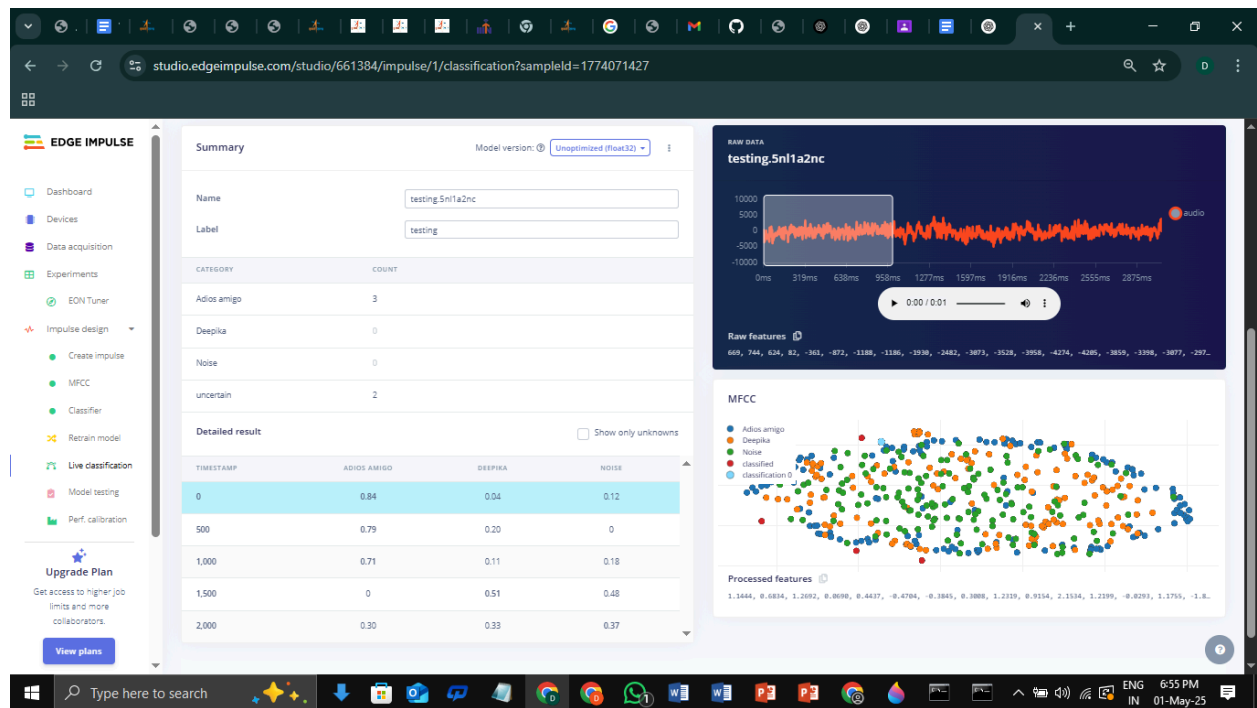 studio.edgeimpulse.com/studio/661384/impulse/1/classification?sampleId=1774071427
D
EDGE IMPULSE
Dashboard
Devices
Data acquisition
Experiments
EON Tuner
Impulse design
Create impulse
MFCC
Classifier
Retrain model
Live classification
Model testing
Perf. calibration
Upgrade Plan
Get access to higher job
limits and more
collaborators.
View plans
Summary
Model version: Unoptimized (float32)
Name testing.5nl1a2nc
Label testing
CATEGORY COUNT
Adios amigo 3
Deepika 0
Noise 0
uncertain 2
Detailed result Show only unknowns
TIMESTAMP ADIOS AMIGO DEEPIKA NOISE
0 0.84 0.04 0.12
500 0.79 0.20 0
1,000 0.71 0.11 0.18
1,500 0 0.51 0.48
2,000 0.30 0.33 0.37
RAW DATA
testing.5nl1a2nc
10000
5000
0
-5000
-10000
audio
0ms 319ms 638ms 958ms 1277ms 1597ms 1916ms 2236ms 2555ms 2875ms
0:00 / 0:01
Raw features
669, 744, 624, 82, -361, -872, -1188, -1186, -1930, -2482, -3073, -3528, -3958, -4274, -4205, -3859, -3398, -3077, -297…
MFCC
Adios amigo
Deepika
Noise
classified
classification 0
Processed features
1.1444, 0.6834, 1.2692, 0.0690, 0.4437, -0.4704, -0.3845, 0.3008, 1.2319, 0.9154, 2.1534, 1.2199, -0.0293, 1.1755, -1.8…
Type here to search
ENG
IN
6:55 PM
01-May-25